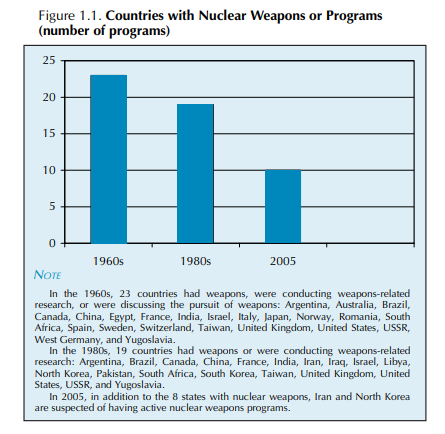 Figure 1.1. Countries with Nuclear Weapons or Programs
(number of programs)
25
20
15
10
5
0
1960s 1980s 2005
NOTE
In the 1960s, 23 countries had weapons, were conducting weapons-related
research, or were discussing the pursuit of weapons: Argentina, Australia, Brazil,
Canada, China, Egypt, France, India, Israel, Italy, Japan, Norway, Romania, South
Africa, Spain, Sweden, Switzerland, Taiwan, United Kingdom, United States, USSR,
West Germany, and Yugoslavia.
In the 1980s, 19 countries had weapons or were conducting weapons-related
research: Argentina, Brazil, Canada, China, France, India, Iran, Iraq, Israel, Libya,
North Korea, Pakistan, South Africa, South Korea, Taiwan, United Kingdom, United
States, USSR, and Yugoslavia.
In 2005, in addition to the 8 states with nuclear weapons, Iran and North Korea
are suspected of having active nuclear weapons programs.